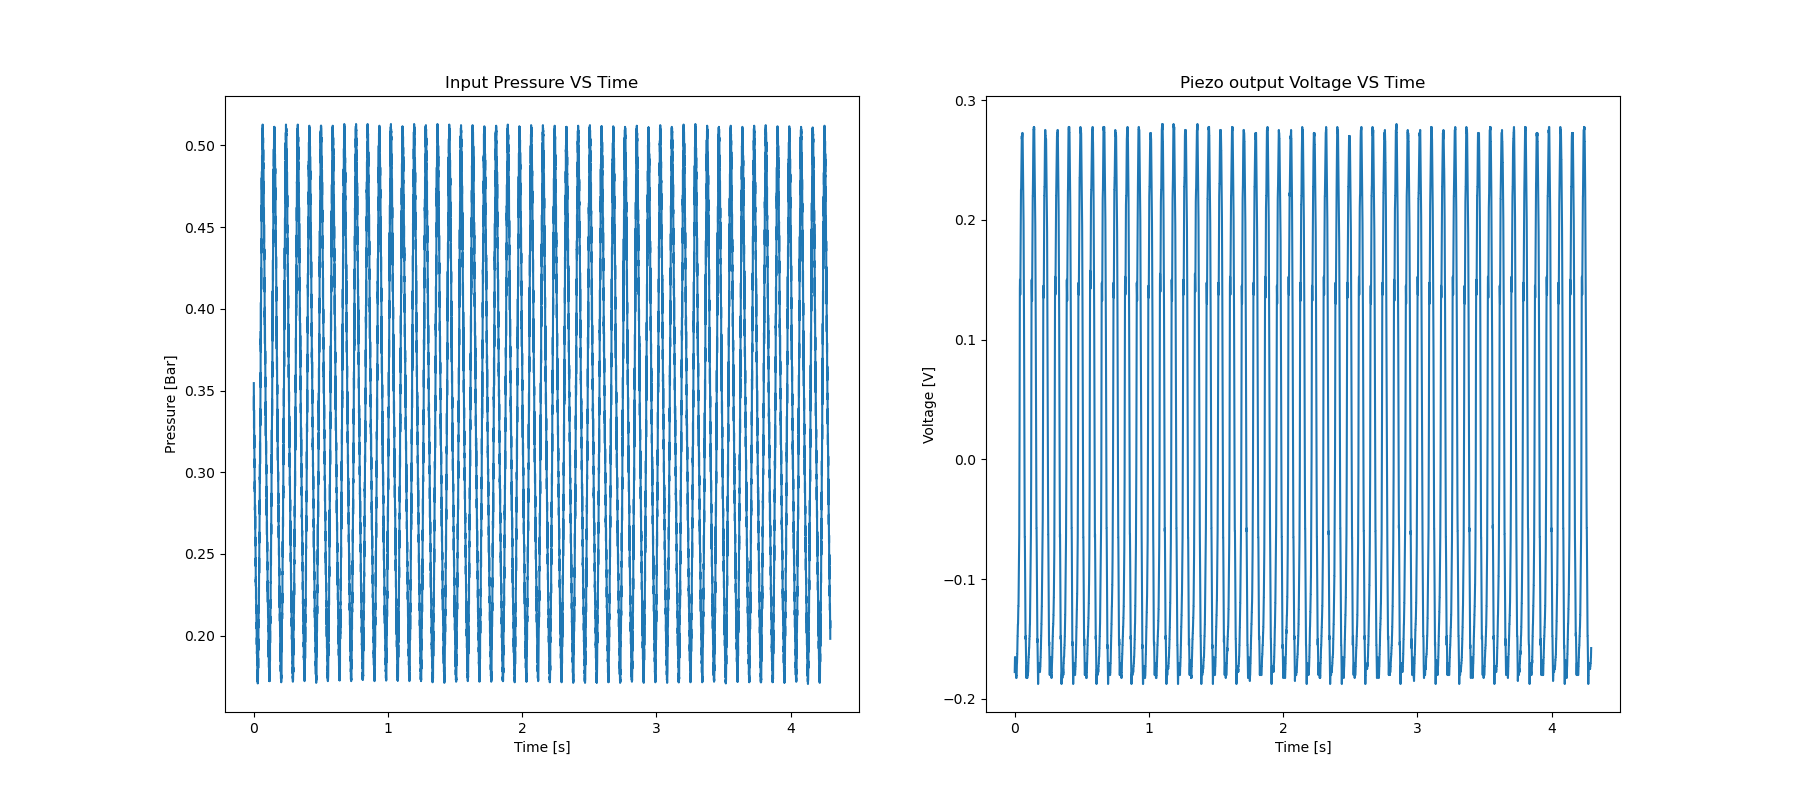 Input Pressure VS Time
0.50
0.45
0.40
0.35
0.30
0.25
0.20
Pressure [Bar]
0 1 2 3 4
Time [s]
Piezo output Voltage VS Time
0.3
0.2
0.1
0.0
−0.1
−0.2
Voltage [V]
0 1 2 3 4
Time [s]